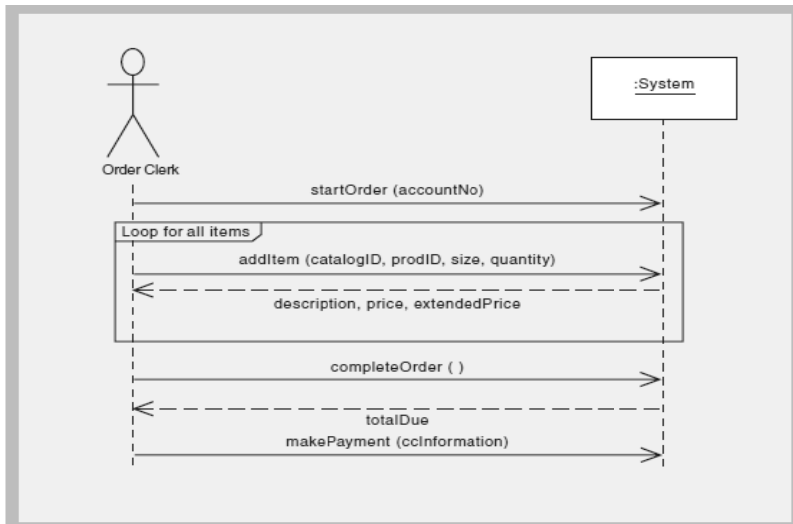 :System
Order Clerk
startOrder (accountNo)
Loop for all items
addItem (catalogID, prodID, size, quantity)
description, price, extendedPrice
completeOrder ( )
totalDue
makePayment (ccInformation)